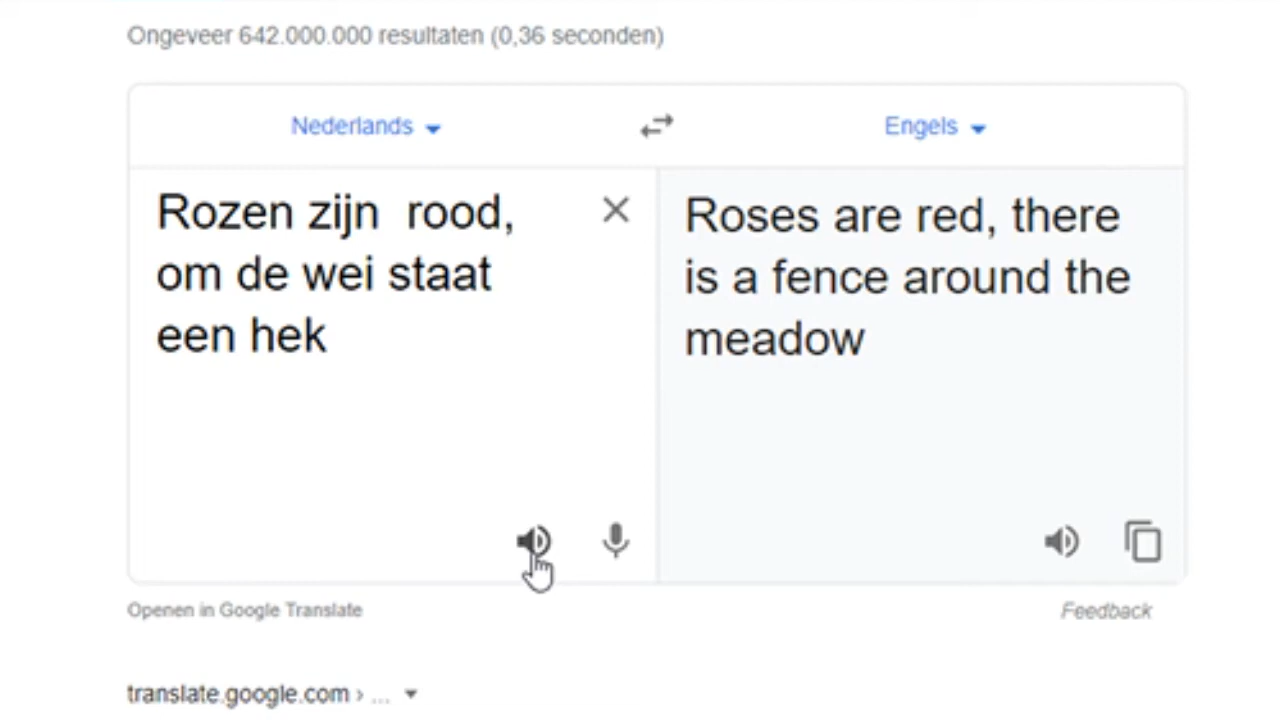 Ongeveer 642.000.000 resultaten (0,36 seconden)
Nederlands
Engels
Rozen zijn  rood,
om de wei staat
een hek
Roses are red, there
is a fence around the
meadow
Openen in Google Translate
Feedback
translate.google.com › ...